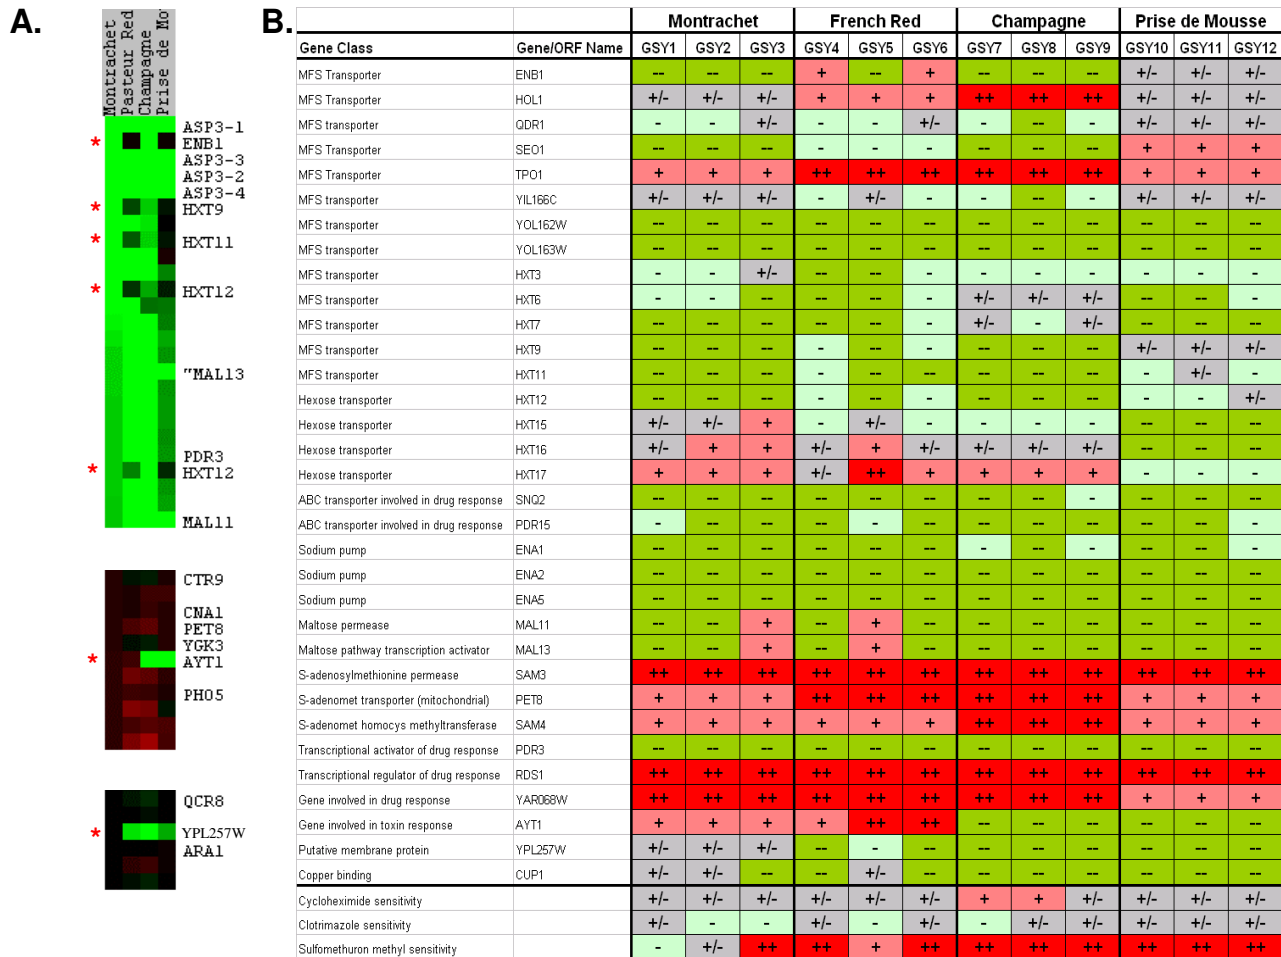 A.
Montrachet
Pasteur Red
Champagne
Prise de Mo
ASP3-1
* ENB1
ASP3-3
ASP3-2
ASP3-4
* HXT9
* HXT11
* HXT12
"MAL13
PDR3
* HXT12
MAL11
CTR9
CNA1
PET8
YGK3
* AYT1
PHO5
QCR8
* YPL257W
ARA1
B.
Montrachet French Red Champagne Prise de Mousse
Gene Class Gene/ORF Name GSY1 GSY2 GSY3 GSY4 GSY5 GSY6 GSY7 GSY8 GSY9 GSY10 GSY11 GSY12
MFS Transporter ENB1 -- -- -- + -- + -- -- -- +/- +/- +/-
MFS Transporter HOL1 +/- +/- +/- + + + ++ ++ ++ +/- +/- +/-
MFS transporter QDR1 - - +/- - - +/- - -- - +/- +/- +/-
MFS Transporter SEO1 -- -- -- - - - -- -- -- + + +
MFS Transporter TPO1 + + + ++ ++ ++ ++ ++ ++ + + +
MFS transporter YIL166C +/- +/- +/- - +/- - - -- - +/- +/- +/-
MFS transporter YOL162W -- -- -- -- -- -- -- -- -- -- -- --
MFS transporter YOL163W -- -- -- -- -- -- -- -- -- -- -- --
MFS transporter HXT3 - - +/- -- -- - - - - - - -
MFS transporter HXT6 - - -- -- -- - +/- +/- +/- -- -- -
MFS transporter HXT7 -- -- -- -- -- - +/- - +/- -- -- --
MFS transporter HXT9 -- -- -- - -- - -- -- -- +/- +/- +/-
MFS transporter HXT11 -- -- -- - -- -- -- -- -- - +/- -
Hexose transporter HXT12 -- -- -- - -- - -- -- -- - - +/-
Hexose transporter HXT15 +/- +/- + - +/- - - - - -- -- --
Hexose transporter HXT16 +/- + + +/- + +/- +/- +/- +/- -- -- --
Hexose transporter HXT17 + + + +/- ++ + + + + - - -
ABC transporter involved in drug response SNQ2 -- -- -- -- -- -- -- -- - -- -- --
ABC transporter involved in drug response PDR15 - -- -- -- - -- -- -- -- -- -- -
Sodium pump ENA1 -- -- -- -- -- -- - -- - -- -- -
Sodium pump ENA2 -- -- -- -- -- -- -- -- -- -- -- --
Sodium pump ENA5 -- -- -- -- -- -- -- -- -- -- -- --
Maltose permease MAL11 -- -- + -- + -- -- -- -- -- -- --
Maltose pathway transcription activator MAL13 -- -- + -- + -- -- -- -- -- -- --
S-adenosylmethionine permease SAM3 ++ ++ ++ ++ ++ ++ ++ ++ ++ ++ ++ ++
S-adenomet transporter (mitochondrial) PET8 + + + ++ ++ ++ ++ ++ ++ + + +
S-adenomet homocys methyltransferase SAM4 + + + + + + ++ ++ ++ + + +
Transcriptional activator of drug response PDR3 -- -- -- -- -- -- -- -- -- -- -- --
Transcriptional regulator of drug response RDS1 ++ ++ ++ ++ ++ ++ ++ ++ ++ ++ ++ ++
Gene involved in drug response YAR068W ++ ++ ++ ++ ++ ++ ++ ++ ++ + + +
Gene involved in toxin response AYT1 + + + + ++ ++ -- -- -- -- -- --
Putative membrane protein YPL257W +/- +/- +/- -- - -- -- -- -- -- -- --
Copper binding CUP1 +/- +/- -- -- +/- -- -- -- -- -- -- --
Cycloheximide sensitivity +/- +/- +/- +/- +/- +/- + + +/- +/- +/- +/-
Clotrimazole sensitivity +/- - - +/- - +/- - +/- +/- +/- +/- +/-
Sulfomethuron methyl sensitivity - +/- ++ ++ + ++ ++ ++ ++ ++ ++ ++